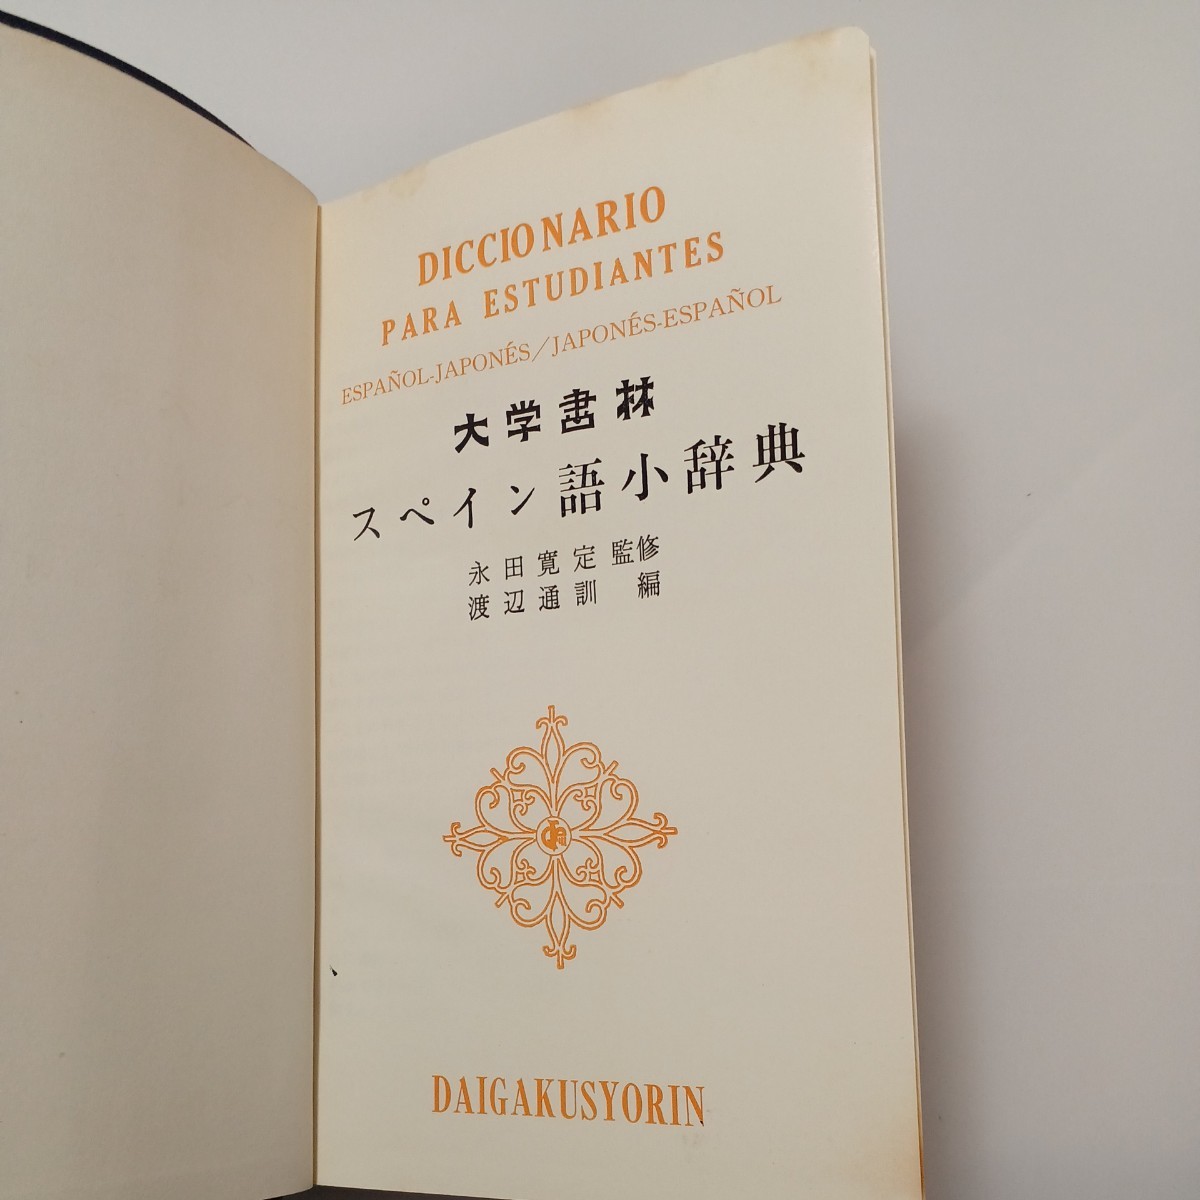 DICCIONARIO
PARA ESTUDIANTES
ESPAÑOL-JAPONÉS/JAPONÉS-ESPAÑOL
大学書林
スペイン語小辞典
永田寛定監修
渡辺通訓 編
DAIGAKUSYORIN